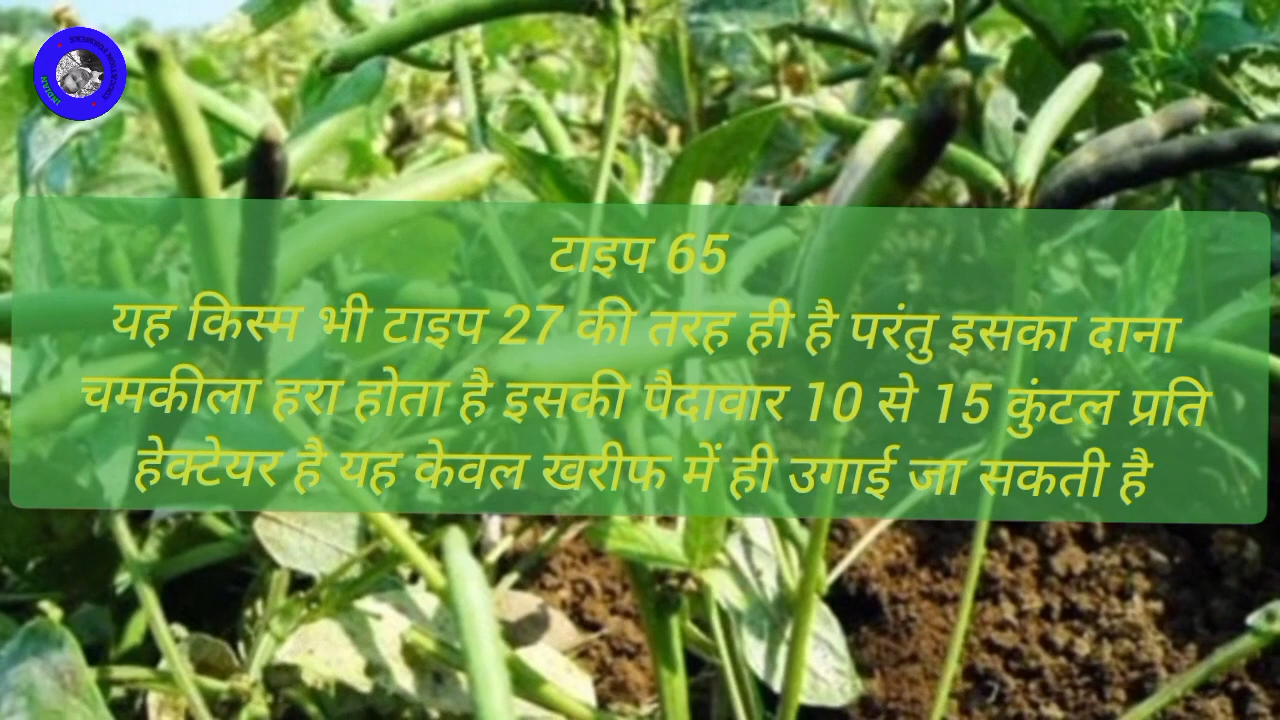 INDIAN
टाइप 65
यह किस्म भी टाइप 27 की तरह ही है परंतु इसका दाना
चमकीला हरा होता है इसकी पैदावार 10 से 15 कुंटल प्रति
हेक्टेयर है यह केवल खरीफ में ही उगाई जा सकती है